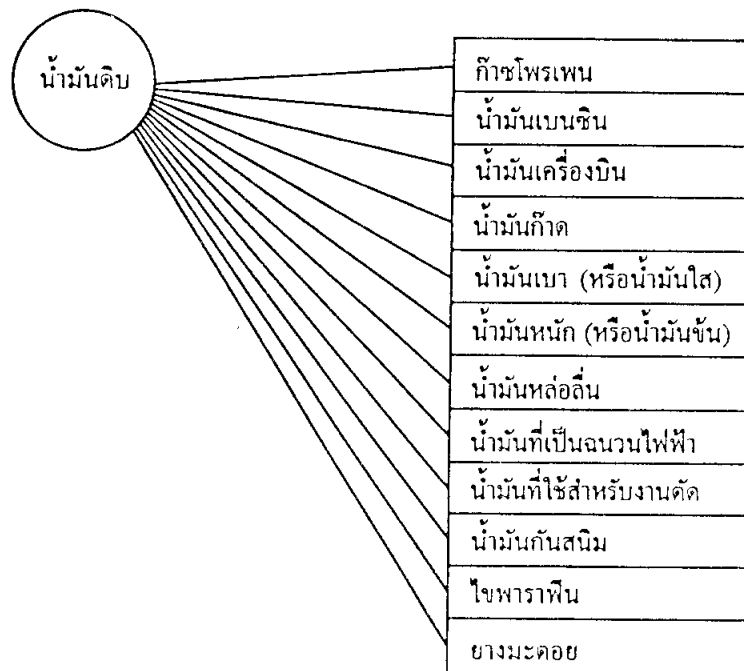 น้ำมันดิบ
ก๊าซโพรเพน
น้ำมันเบนซิน
น้ำมันเครื่องบิน
น้ำมันก๊าด
น้ำมันเบา (หรือน้ำมันใส)
น้ำมันหนัก (หรือน้ำมันข้น)
น้ำมันหล่อลื่น
น้ำมันที่เป็นฉนวนไฟฟ้า
น้ำมันที่ใช้สำหรับงานตัด
น้ำมันกันสนิม
ไขพาราฟีน
ยางมะตอย